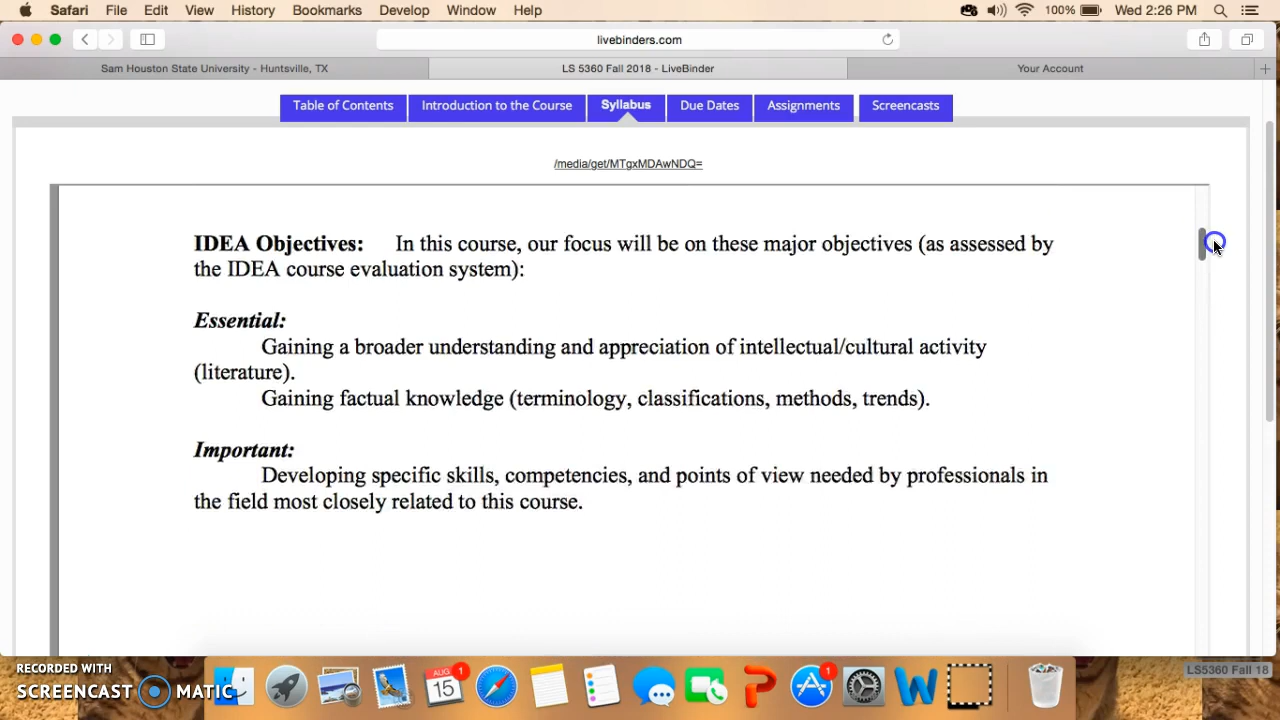 Safari File Edit View History Bookmarks Develop Window Help 100% Wed 2:26 PM
livebinders.com
Sam Houston State University - Huntsville, TX LS 5360 Fall 2018 - LiveBinder Your Account
Table of Contents Introduction to the Course Syllabus Due Dates Assignments Screencasts
/media/get/MTgxMDAwNDQ=
IDEA Objectives: In this course, our focus will be on these major objectives (as assessed by
the IDEA course evaluation system):
Essential:
Gaining a broader understanding and appreciation of intellectual/cultural activity
(literature).
Gaining factual knowledge (terminology, classifications, methods, trends).
Important:
Developing specific skills, competencies, and points of view needed by professionals in
the field most closely related to this course.
RECORDED WITH
SCREENCAST MATIC
AUG
15
1
1
LS5360 Fall 18